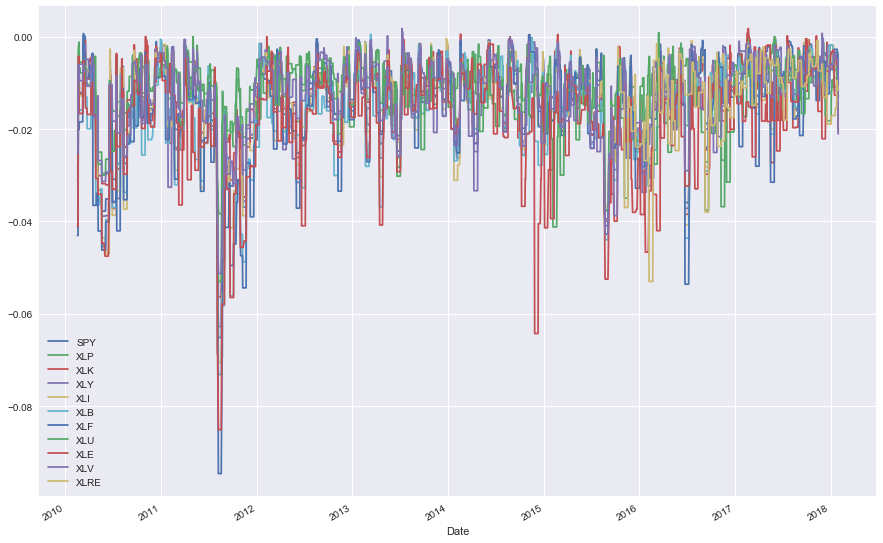 0.00
−0.02
−0.04
−0.06
−0.08
SPY
XLP
XLK
XLY
XLI
XLB
XLF
XLU
XLE
XLV
XLRE
2010
2011
2012
2013
2014
2015
2016
2017
2018
Date